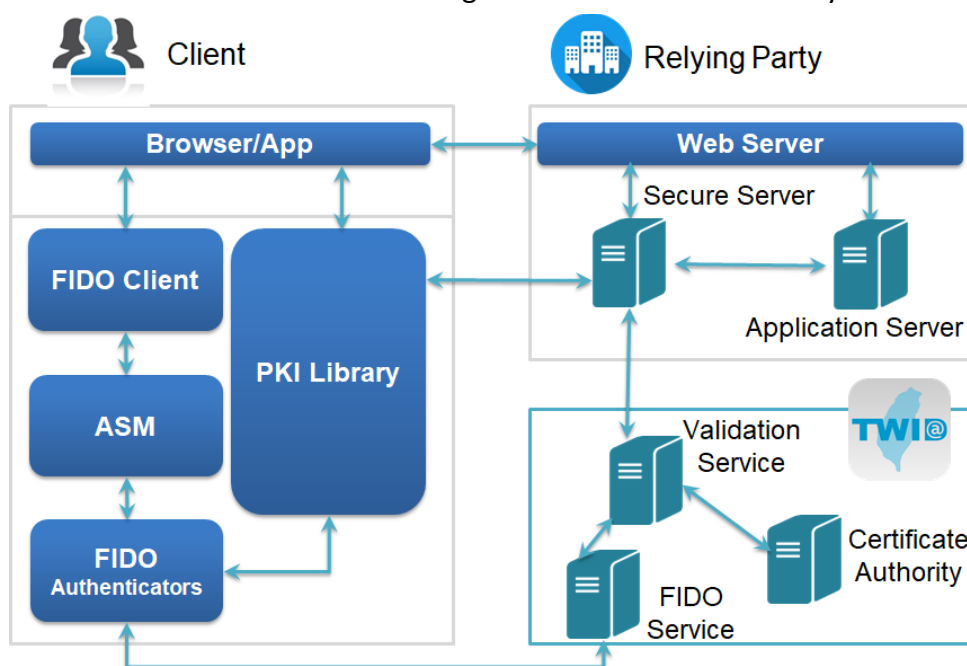 Client
Relying Party
Browser/App
Web Server
Secure Server
FIDO Client
PKI Library
Application Server
ASM
TWID@
Validation
Service
FIDO
Authenticators
Certificate
Authority
FIDO
Service